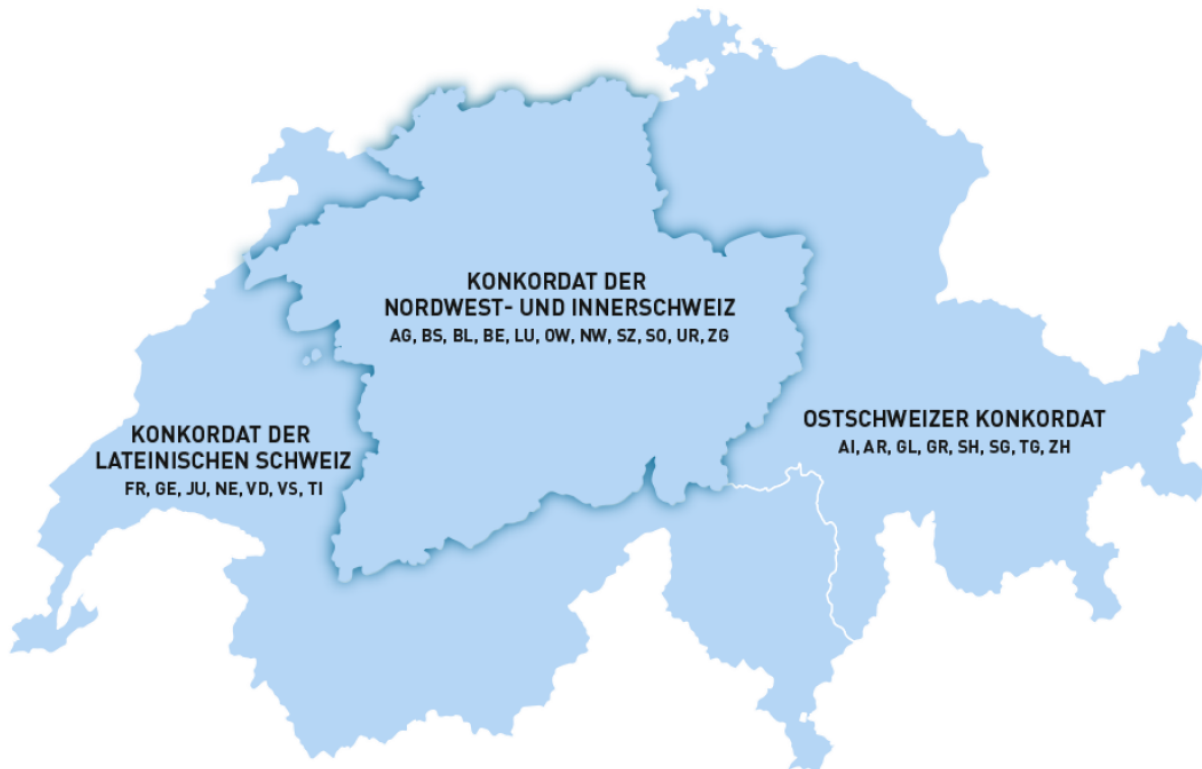 KONKORDAT DER
NORDWEST- UND INNERSCHWEIZ
AG, BS, BL, BE, LU, OW, NW, SZ, SO, UR, ZG
KONKORDAT DER
LATEINISCHEN SCHWEIZ
FR, GE, JU, NE, VD, VS, TI
OSTSCHWEIZER KONKORDAT
AI, AR, GL, GR, SH, SG, TG, ZH